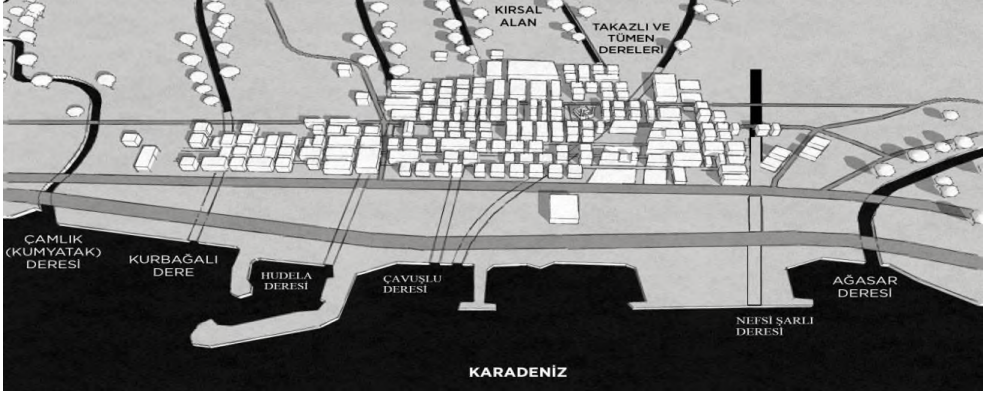 KIRSAL
ALAN
TAKAZLI VE
TÜMEN
DERELERİ
ÇAMLIK
(KUMYATAK)
DERESİ
KURBAĞALI
DERE
HUDELA
DERESİ
ÇAVUŞLU
DERESİ
AĞASAR
DERESİ
NEFSİ ŞARLI
DERESİ
KARADENİZ